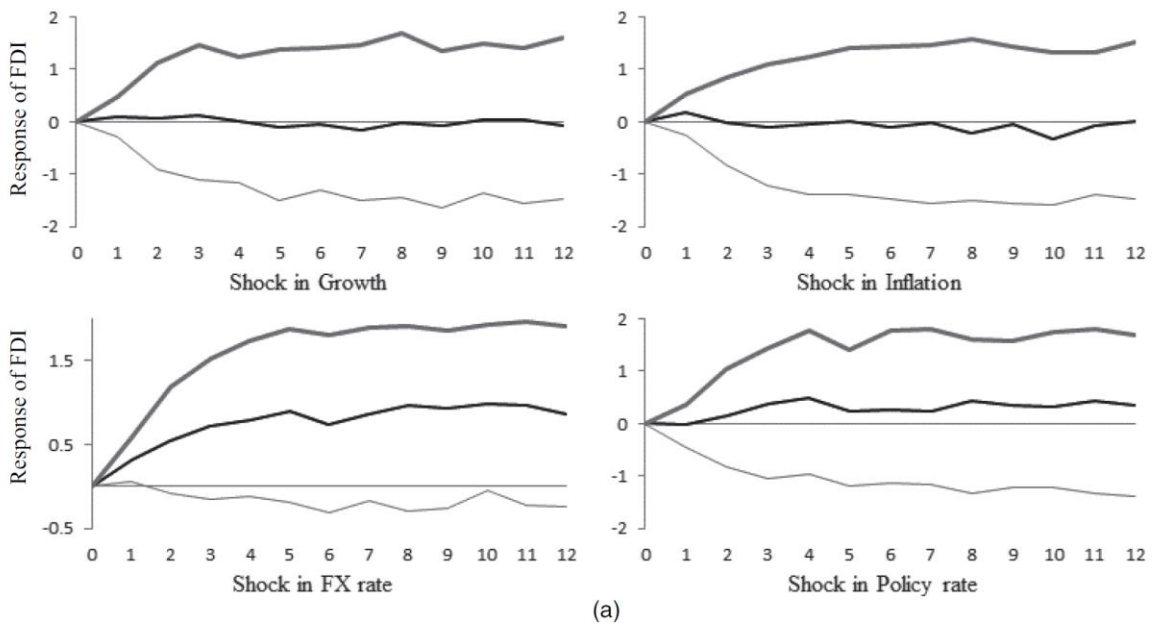 2
1
0
-1
-2
Response of FDI
0 1 2 3 4 5 6 7 8 9 10 11 12
Shock in Growth
2
1
0
-1
-2
0 1 2 3 4 5 6 7 8 9 10 11 12
Shock in Inflation
1.5
0.5
-0.5
Response of FDI
0 1 2 3 4 5 6 7 8 9 10 11 12
Shock in FX rate
2
1
0
-1
-2
0 1 2 3 4 5 6 7 8 9 10 11 12
Shock in Policy rate
(a)